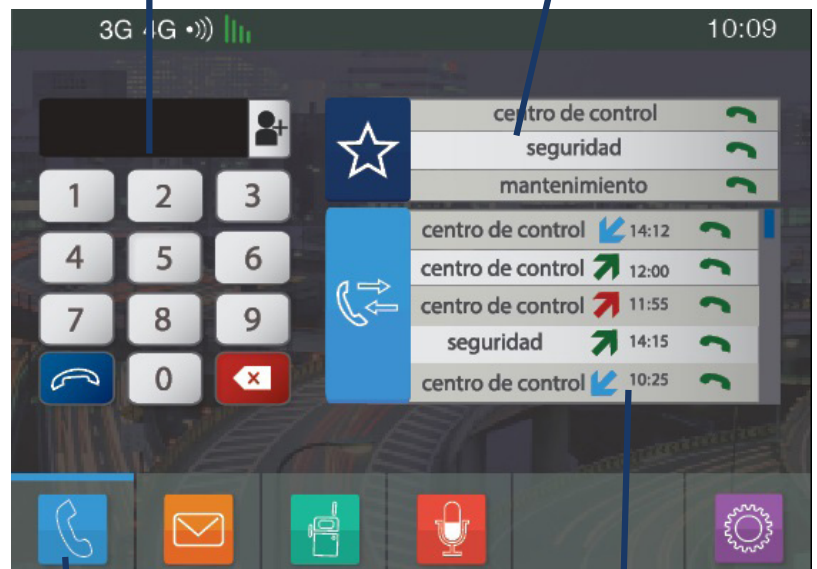 3G 4G 10:09
centro de control
seguridad
mantenimiento
1 2 3
4 5 6
7 8 9
0
centro de control 14:12
centro de control 12:00
centro de control 11:55
seguridad 14:15
centro de control 10:25